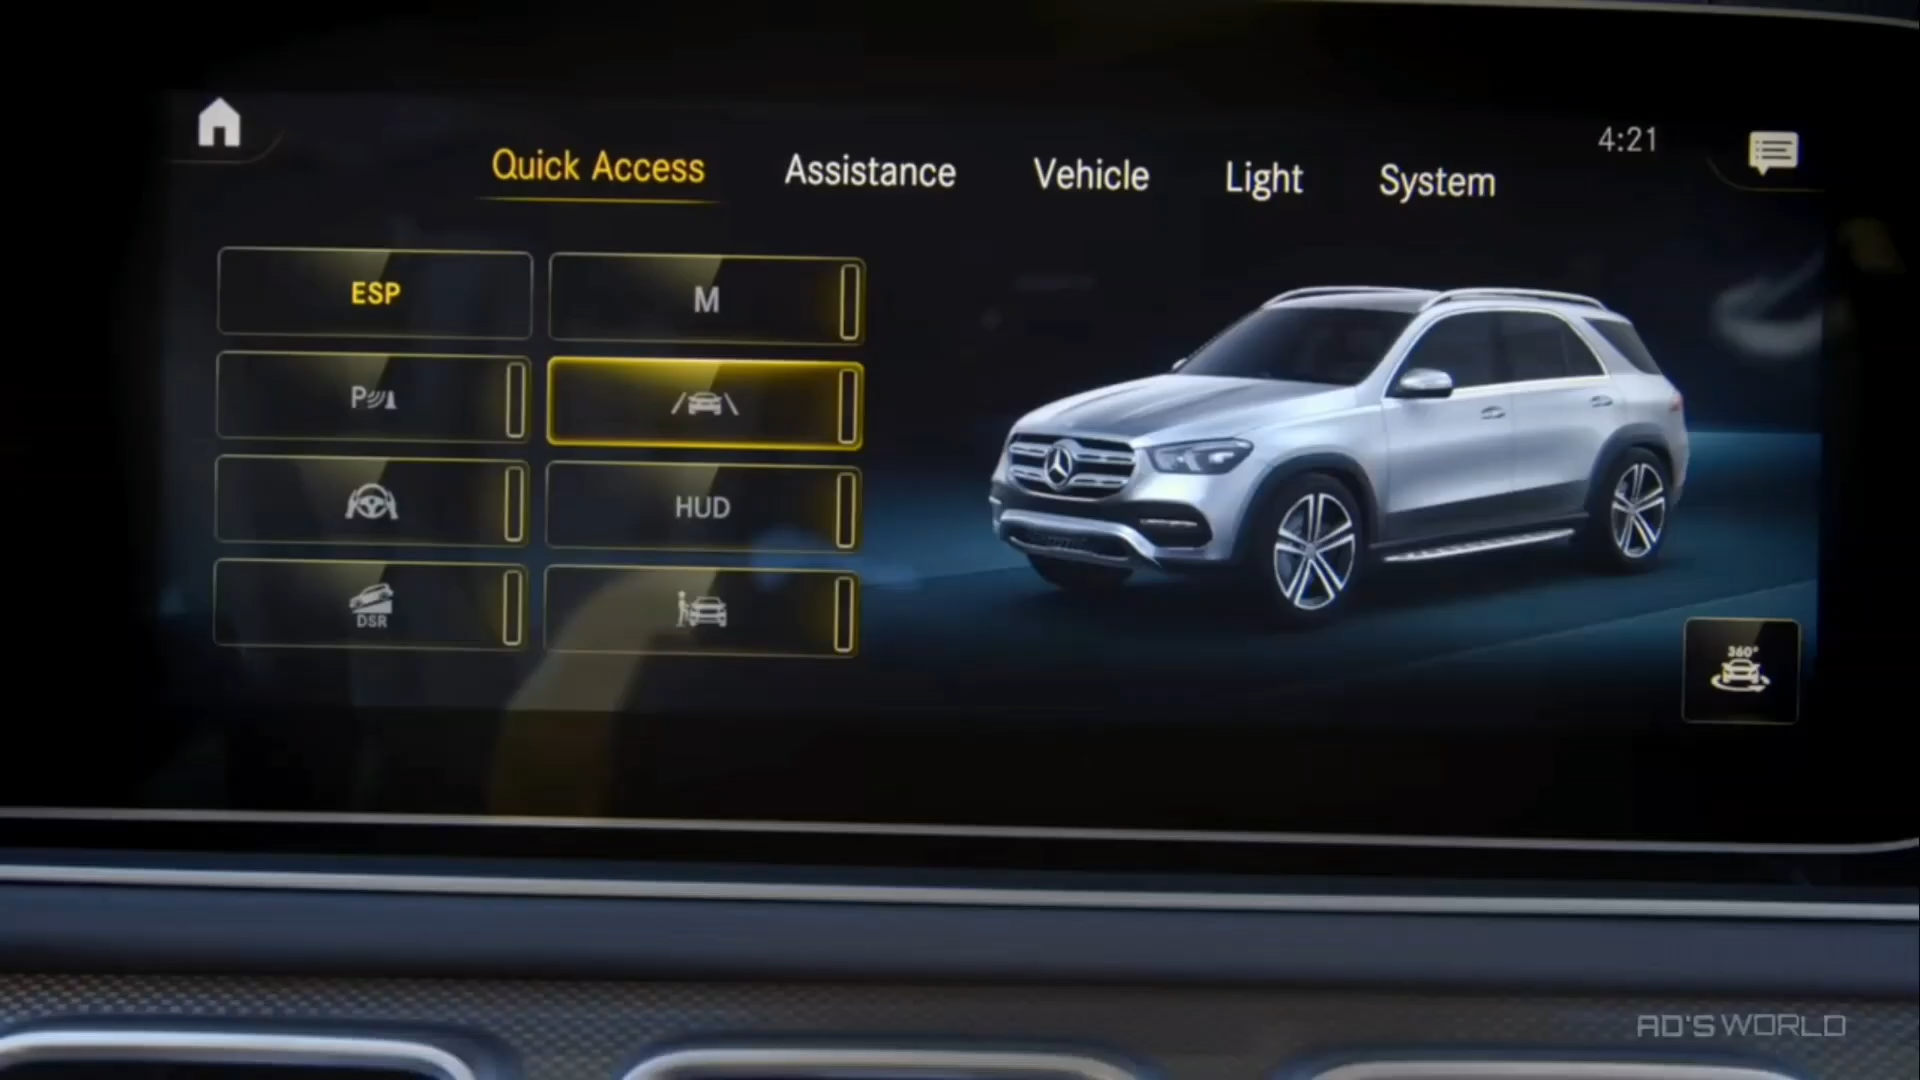 4:21
Quick Access Assistance Vehicle Light System
ESP M
P
HUD
DSR
360°
AD'S WORLD